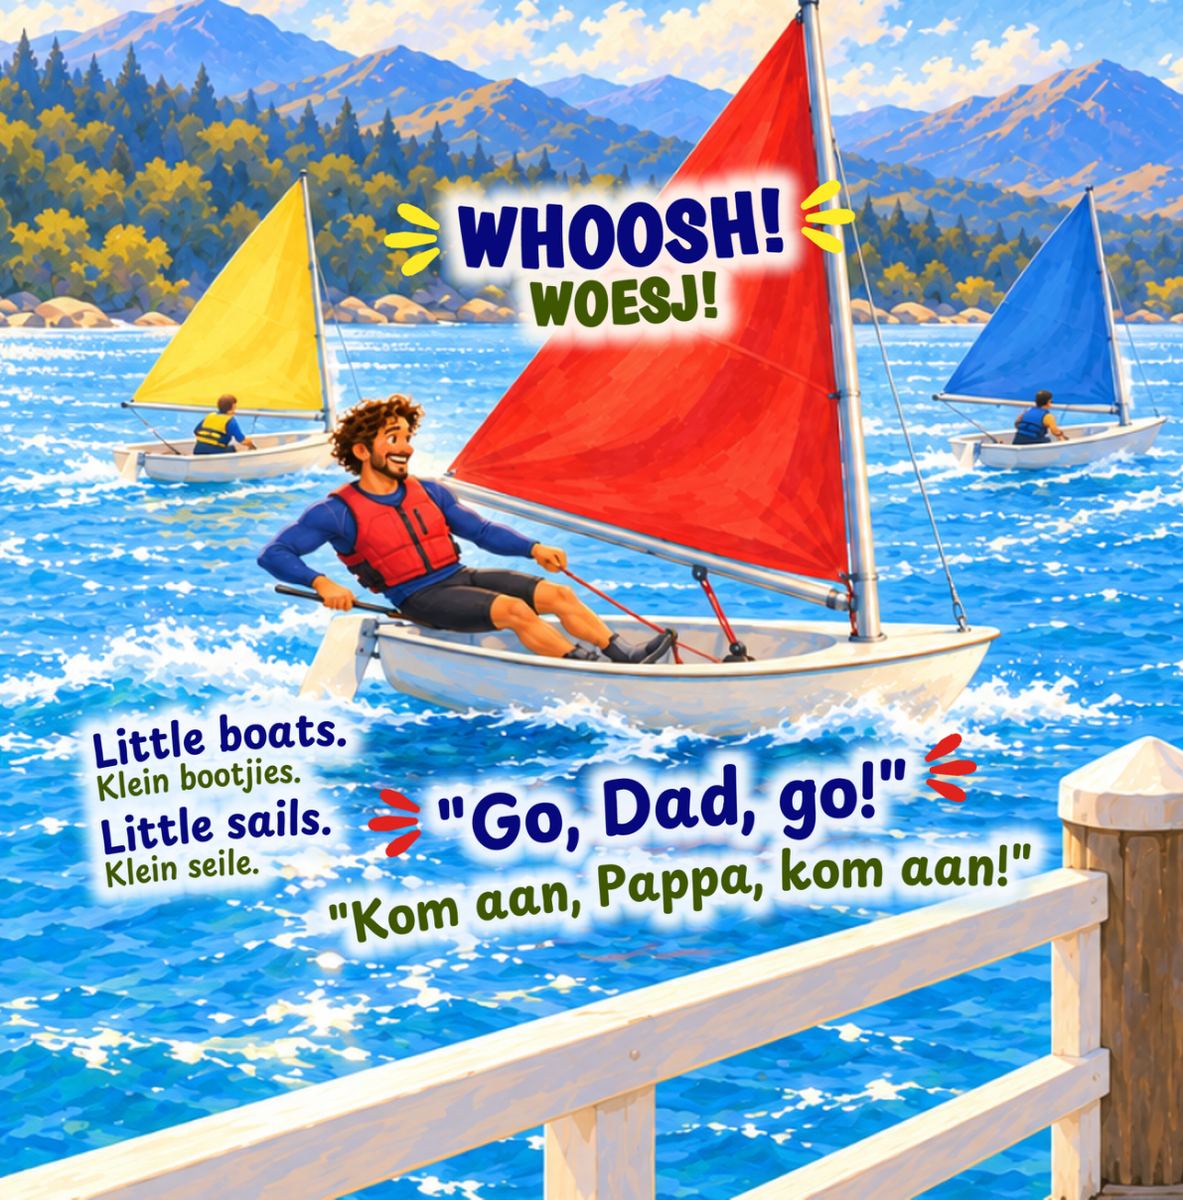 WHOOSH!
WOESJ!
Little boats.
Klein bootjies.
Little sails.
Klein seile.
"Go, Dad, go!"
"Kom aan, Pappa, kom aan!"